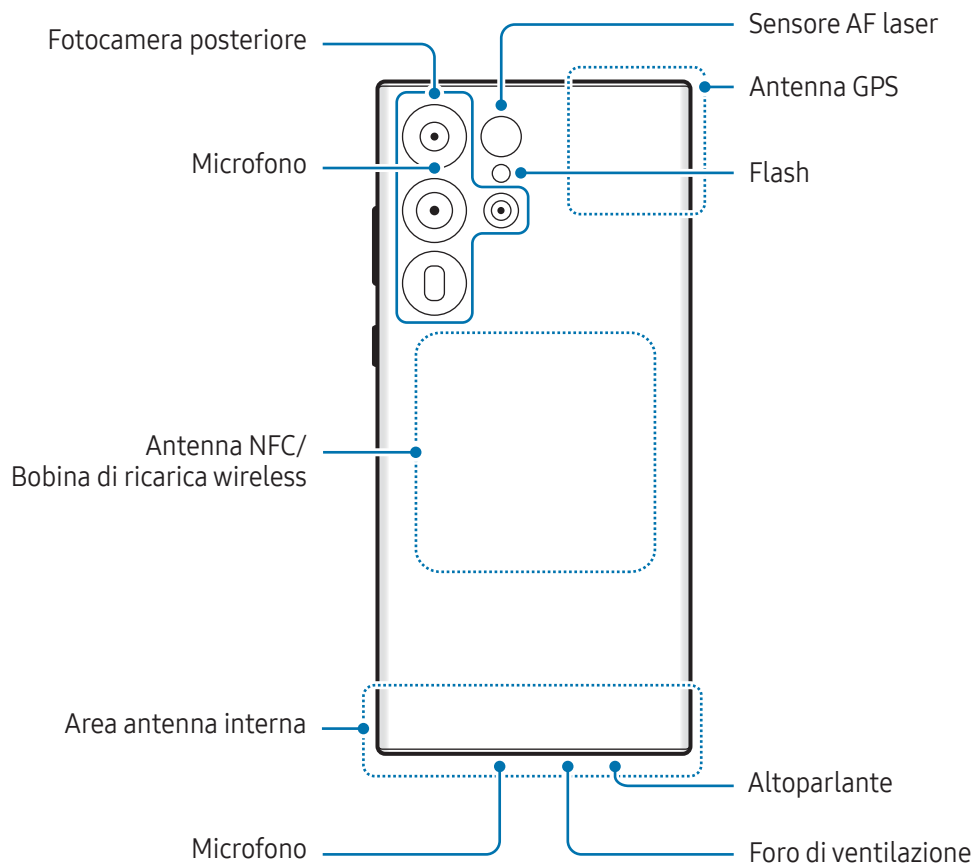 Sensore AF laser
Fotocamera posteriore
Antenna GPS
Microfono
Flash
Antenna NFC/
Bobina di ricarica wireless
Area antenna interna
Altoparlante
Microfono
Foro di ventilazione